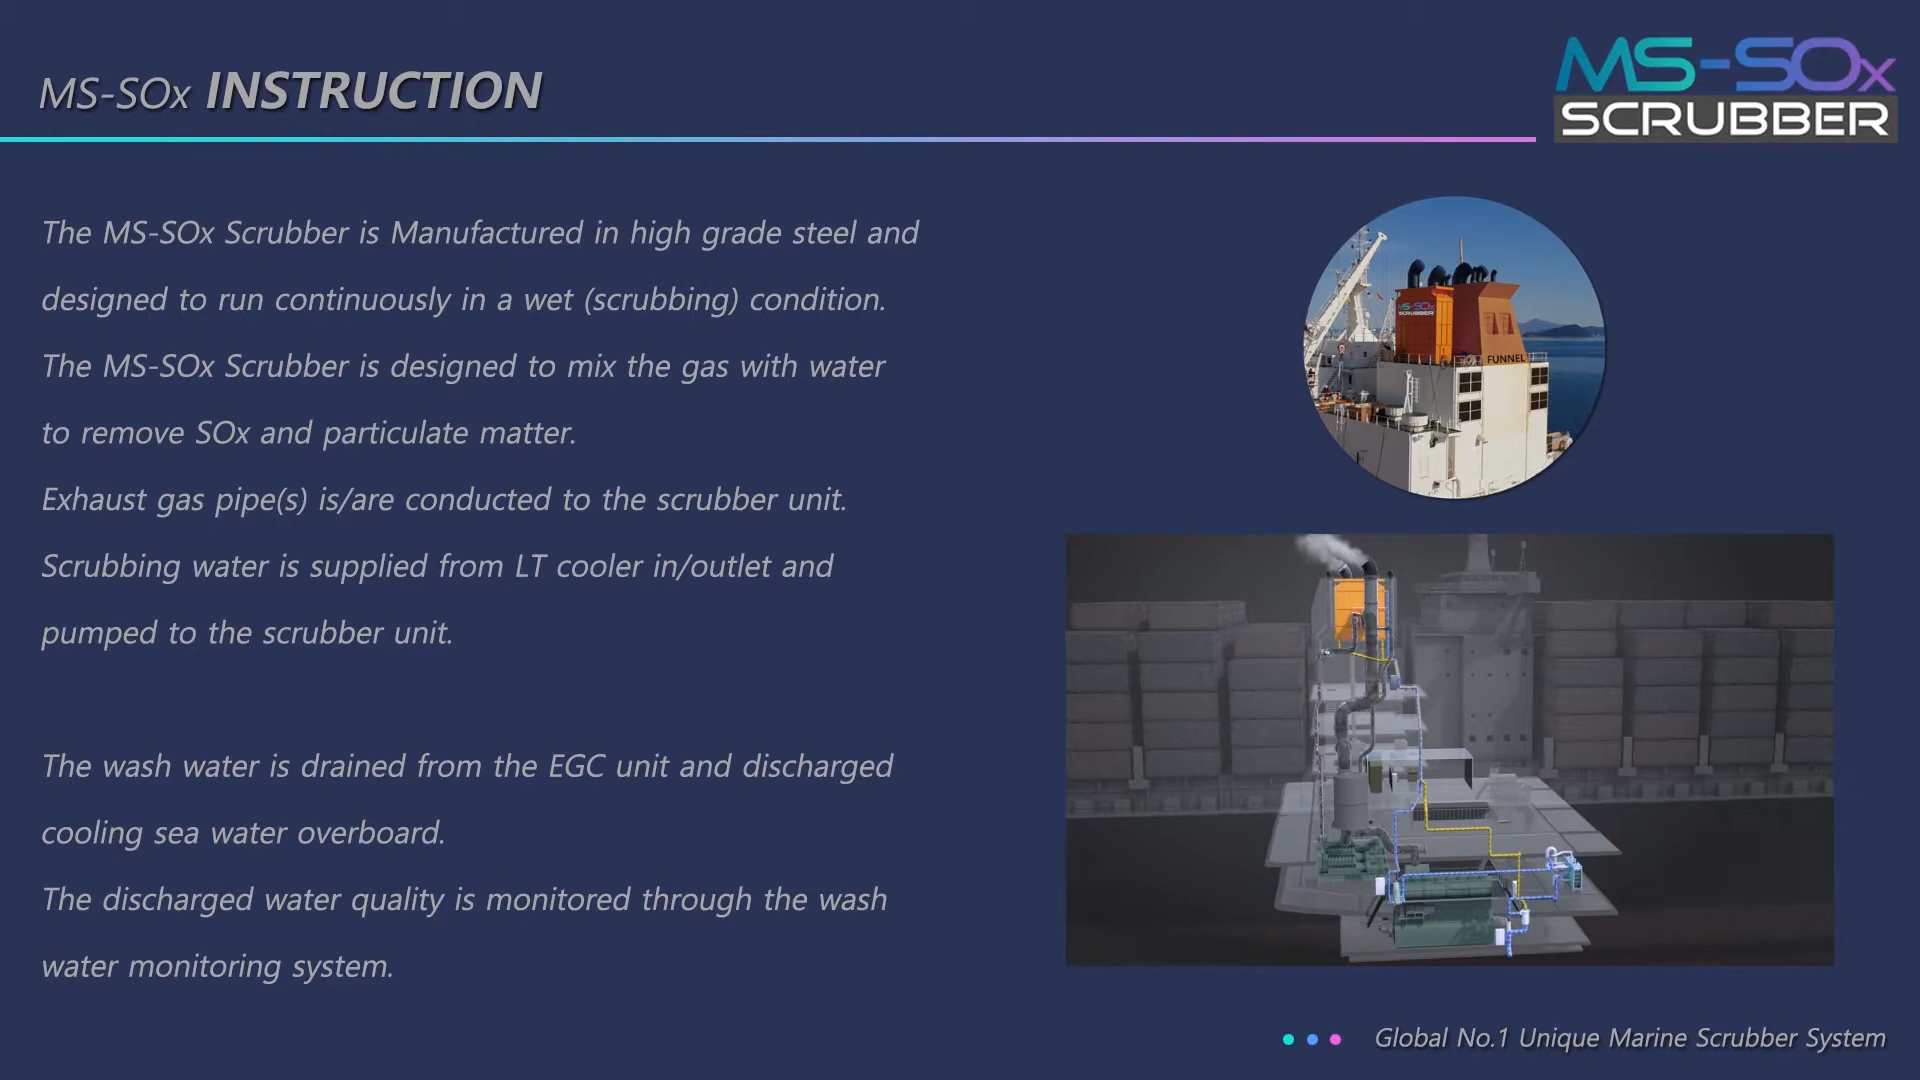 MS-SOx INSTRUCTION
MS-SOx
SCRUBBER
The MS-SOx Scrubber is Manufactured in high grade steel and
designed to run continuously in a wet (scrubbing) condition.
The MS-SOx Scrubber is designed to mix the gas with water
to remove SOx and particulate matter.
Exhaust gas pipe(s) is/are conducted to the scrubber unit.
Scrubbing water is supplied from LT cooler in/outlet and
pumped to the scrubber unit.
The wash water is drained from the EGC unit and discharged
cooling sea water overboard.
The discharged water quality is monitored through the wash
water monitoring system.
MS-SOx
SCRUBBER
FUNNEL
Global No.1 Unique Marine Scrubber System